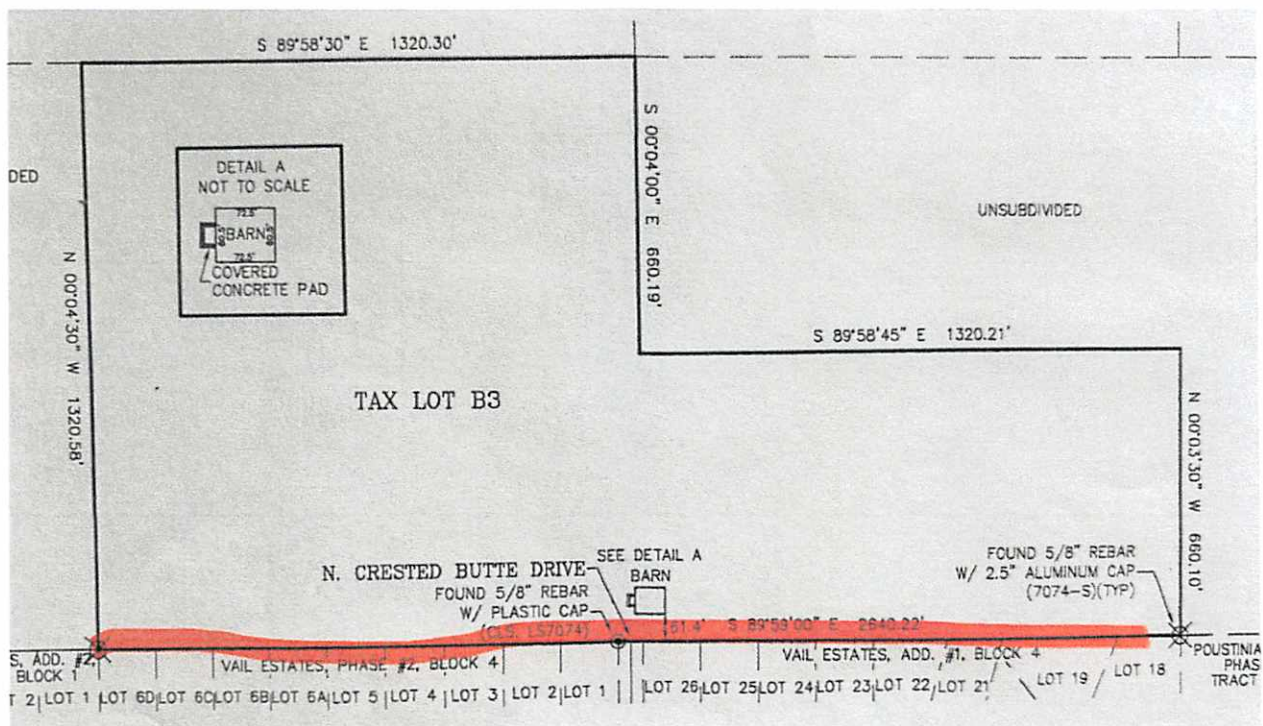 S 89°58'30" E 1320.30'
DED
DETAIL A
NOT TO SCALE
72.5'
BARN
72.5'
COVERED
CONCRETE PAD
S 00°04'00" E 660.19'
UNSUBDIVIDED
N 00°04'30" W 1320.58'
S 89°58'45" E 1320.21'
TAX LOT B3
N 00°03'30" W 660.10'
N. CRESTED BUTTE DRIVE
SEE DETAIL A
BARN
FOUND 5/8" REBAR
W/ PLASTIC CAP
(CLS, LS7074)
FOUND 5/8" REBAR
W/ 2.5" ALUMINUM CAP
(7074-S)(TYP)
61.4' S 89°59'00" E 2640.22'
S, ADD. #2,
BLOCK 1
VAIL ESTATES, PHASE #2, BLOCK 4
VAIL ESTATES, ADD. #1, BLOCK 4
POUSTINIA
PHAS
TRACT
T 2 LOT 1 LOT 6D LOT 6C LOT 6B LOT 6A LOT 5 LOT 4 LOT 3 LOT 2 LOT 1 LOT 26 LOT 25 LOT 24 LOT 23 LOT 22 LOT 21 LOT 19 LOT 18